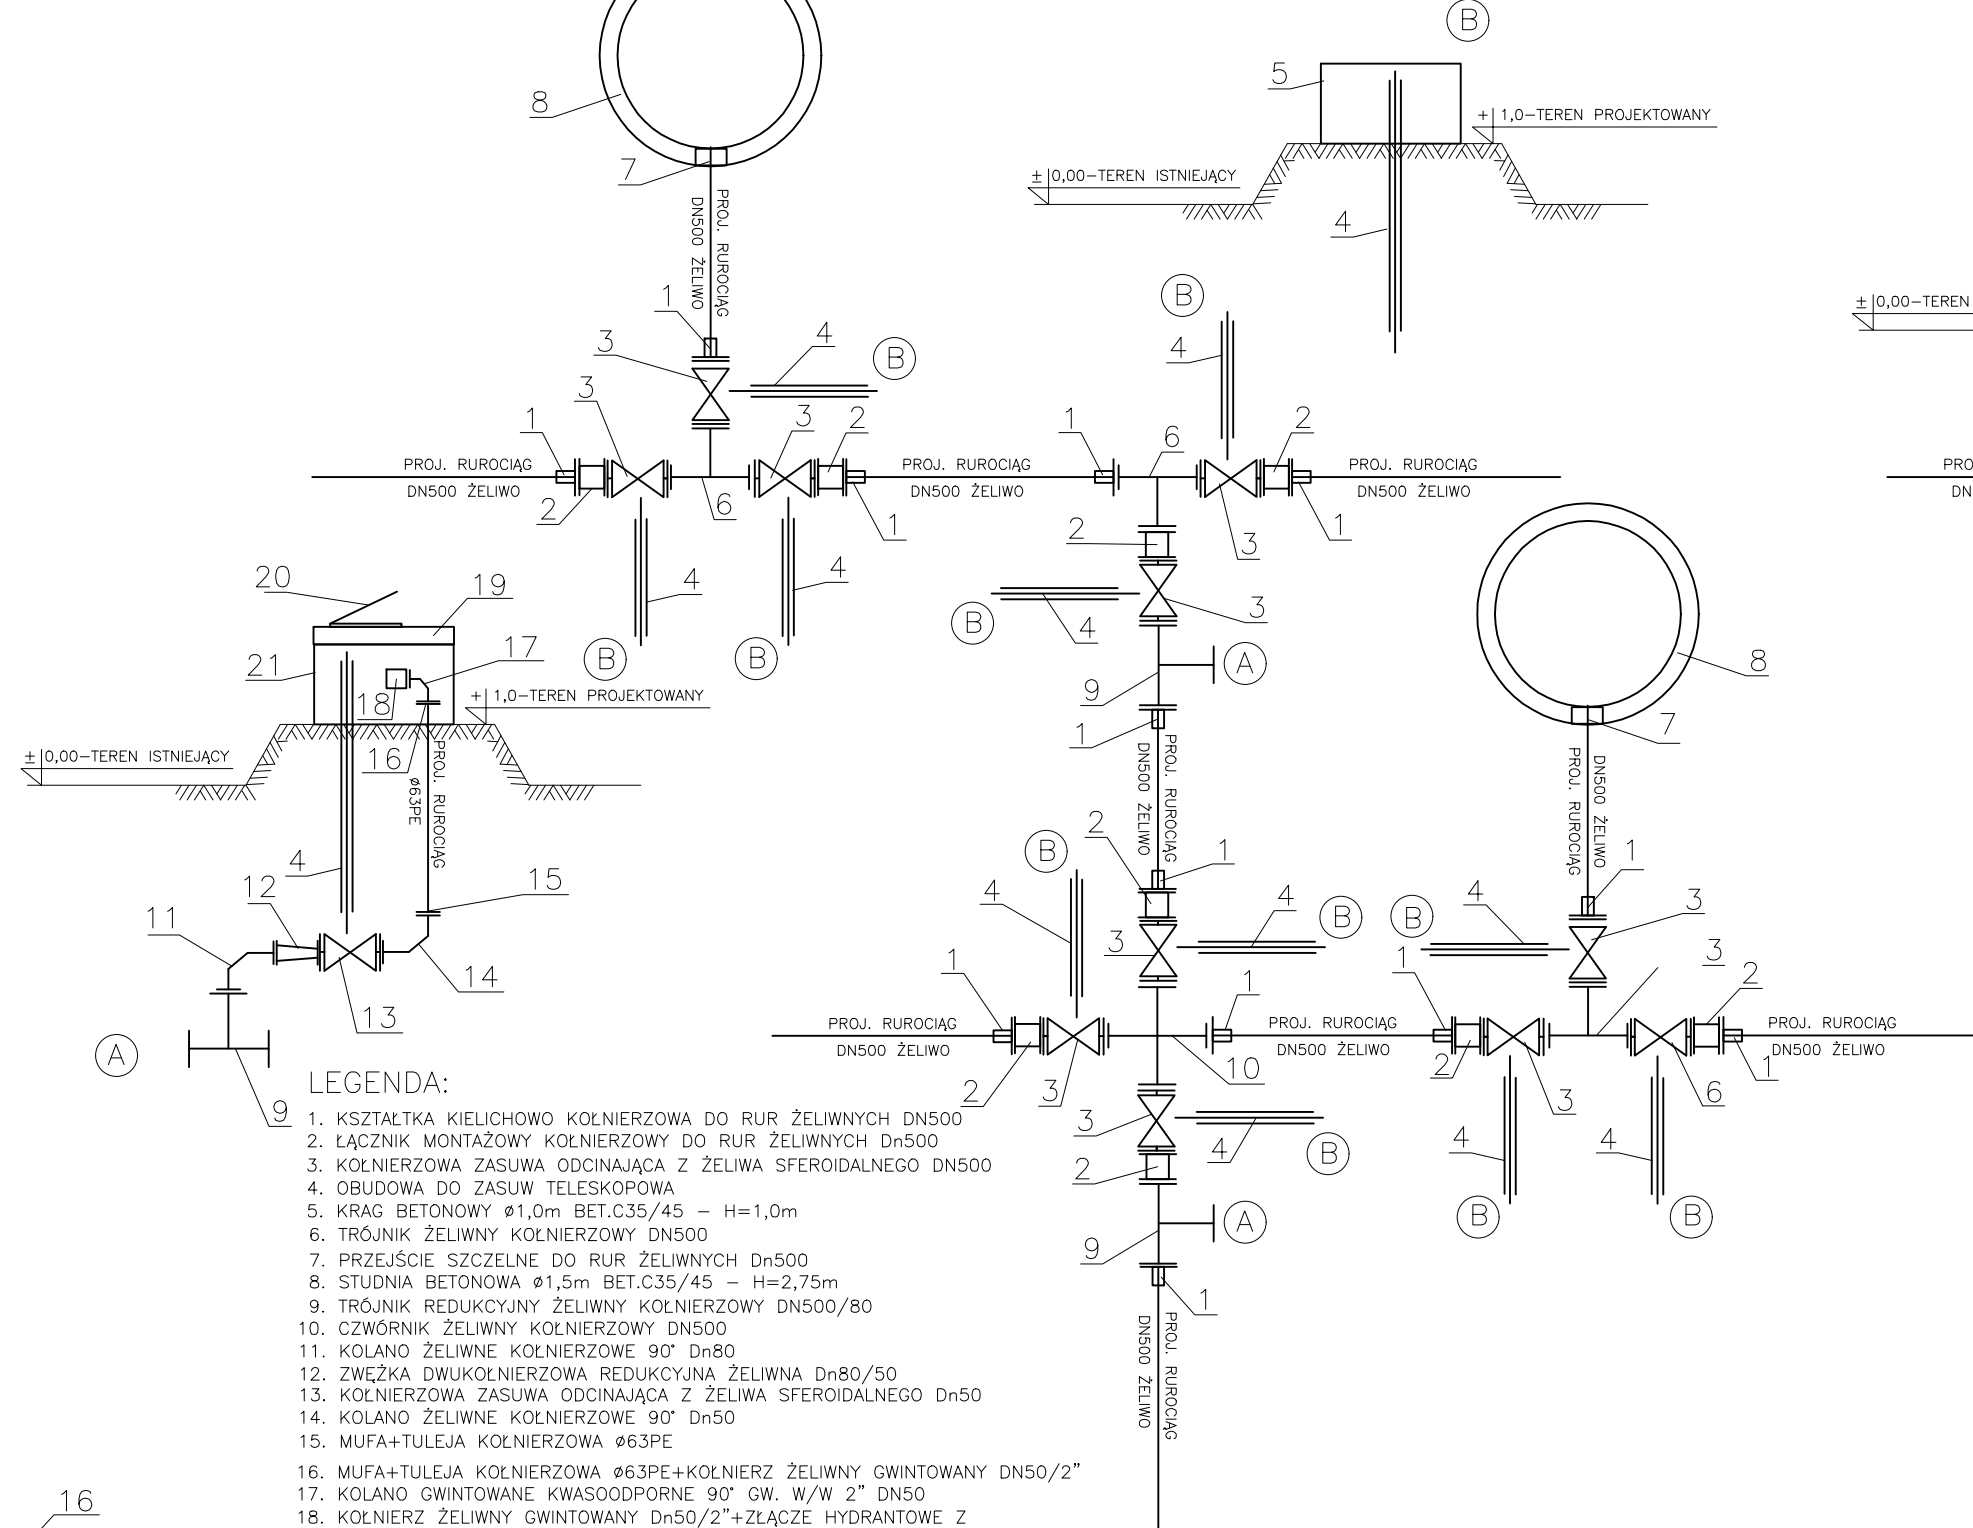 B
5
+ 1,0-TEREN PROJEKTOWANY
8
7
± 0,00-TEREN ISTNIEJĄCY
4
PROJ. RUROCIĄG
DN500 ŻELIWO
B
± 0,00-TEREN
1
3
4
B
4
3
1
3
2
1
6
2
PROJ. RUROCIĄG
DN500 ŻELIWO
PROJ. RUROCIĄG
DN500 ŻELIWO
PROJ. RUROCIĄG
DN500 ŻELIWO
PRO
DN
2
6
1
2
3
1
4
4
20
19
3
B
4
B
B
17
21
A
8
18
+ 1,0-TEREN PROJEKTOWANY
9
7
1
16
± 0,00-TEREN ISTNIEJĄCY
PROJ. RUROCIĄG
ø63PE
PROJ. RUROCIĄG
DN500 ŻELIWO
DN500 ŻELIWO
PROJ. RUROCIĄG
2
B
1
1
4
12
15
4
4
B
B
4
3
11
3
1
1
1
3
2
14
13
PROJ. RUROCIĄG
DN500 ŻELIWO
PROJ. RUROCIĄG
DN500 ŻELIWO
PROJ. RUROCIĄG
DN500 ŻELIWO
A
2
3
10
2
1
3
6
9
3
4
B
4
4
2
B
B
A
9
1
PROJ. RUROCIĄG
DN500 ŻELIWO
LEGENDA:
1. KSZTAŁTKA KIELICHOWO KOŁNIERZOWA DO RUR ŻELIWNYCH DN500
2. ŁĄCZNIK MONTAŻOWY KOŁNIERZOWY DO RUR ŻELIWNYCH Dn500
3. KOŁNIERZOWA ZASUWA ODCINAJĄCA Z ŻELIWA SFEROIDALNEGO DN500
4. OBUDOWA DO ZASUW TELESKOPOWA
5. KRAG BETONOWY ø1,0m BET.C35/45 - H=1,0m
6. TRÓJNIK ŻELIWNY KOŁNIERZOWY DN500
7. PRZEJŚCIE SZCZELNE DO RUR ŻELIWNYCH Dn500
8. STUDNIA BETONOWA ø1,5m BET.C35/45 - H=2,75m
9. TRÓJNIK REDUKCYJNY ŻELIWNY KOŁNIERZOWY DN500/80
10. CZWÓRNIK ŻELIWNY KOŁNIERZOWY DN500
11. KOLANO ŻELIWNE KOŁNIERZOWE 90° Dn80
12. ZWĘŻKA DWUKOŁNIERZOWA REDUKCYJNA ŻELIWNA Dn80/50
13. KOŁNIERZOWA ZASUWA ODCINAJĄCA Z ŻELIWA SFEROIDALNEGO Dn50
14. KOLANO ŻELIWNE KOŁNIERZOWE 90° Dn50
15. MUFA+TULEJA KOŁNIERZOWA ø63PE
16. MUFA+TULEJA KOŁNIERZOWA ø63PE+KOŁNIERZ ŻELIWNY GWINTOWANY DN50/2"
17. KOLANO GWINTOWANE KWASOODPORNE 90° GW. W/W 2" DN50
18. KOŁNIERZ ŻELIWNY GWINTOWANY Dn50/2"+ZŁĄCZE HYDRANTOWE Z
16